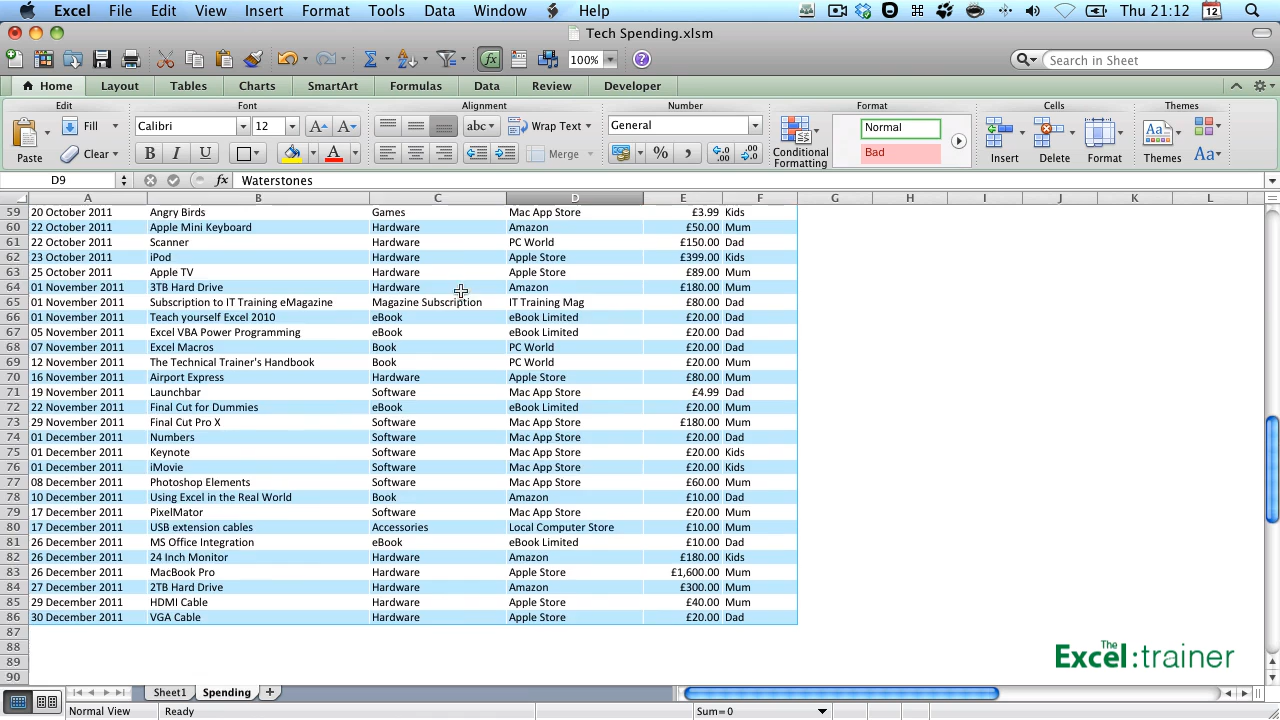 Excel File Edit View Insert Format Tools Data Window Help Thu 21:12 12
Tech Spending.xlsm
100% Search in Sheet
Home Layout Tables Charts SmartArt Formulas Data Review Developer
Edit Font Alignment Number Format Cells Themes
Fill Calibri 12 A A abc Wrap Text General Normal
Paste Clear B I U A Merge % , .0 .00 .00 .0 Conditional Formatting Bad Insert Delete Format Themes Aa
D9 fx Waterstones
A B C D E F G H I J K L
59 20 October 2011 Angry Birds Games Mac App Store £3.99 Kids
60 22 October 2011 Apple Mini Keyboard Hardware Amazon £50.00 Mum
61 22 October 2011 Scanner Hardware PC World £150.00 Dad
62 23 October 2011 iPod Hardware Apple Store £399.00 Kids
63 25 October 2011 Apple TV Hardware Apple Store £89.00 Mum
64 01 November 2011 3TB Hard Drive Hardware Amazon £180.00 Mum
65 01 November 2011 Subscription to IT Training eMagazine Magazine Subscription IT Training Mag £80.00 Dad
66 01 November 2011 Teach yourself Excel 2010 eBook eBook Limited £20.00 Dad
67 05 November 2011 Excel VBA Power Programming eBook eBook Limited £20.00 Dad
68 07 November 2011 Excel Macros Book PC World £20.00 Dad
69 12 November 2011 The Technical Trainer's Handbook Book PC World £20.00 Mum
70 16 November 2011 Airport Express Hardware Apple Store £80.00 Mum
71 19 November 2011 Launchbar Software Mac App Store £4.99 Dad
72 22 November 2011 Final Cut for Dummies eBook eBook Limited £20.00 Mum
73 29 November 2011 Final Cut Pro X Software Mac App Store £180.00 Mum
74 01 December 2011 Numbers Software Mac App Store £20.00 Dad
75 01 December 2011 Keynote Software Mac App Store £20.00 Kids
76 01 December 2011 iMovie Software Mac App Store £20.00 Kids
77 08 December 2011 Photoshop Elements Software Mac App Store £60.00 Mum
78 10 December 2011 Using Excel in the Real World Book Amazon £10.00 Dad
79 17 December 2011 PixelMator Software Mac App Store £20.00 Mum
80 17 December 2011 USB extension cables Accessories Local Computer Store £10.00 Mum
81 26 December 2011 MS Office Integration eBook eBook Limited £10.00 Dad
82 26 December 2011 24 Inch Monitor Hardware Amazon £180.00 Kids
83 26 December 2011 MacBook Pro Hardware Apple Store £1,600.00 Mum
84 27 December 2011 2TB Hard Drive Hardware Amazon £300.00 Mum
85 29 December 2011 HDMI Cable Hardware Apple Store £40.00 Mum
86 30 December 2011 VGA Cable Hardware Apple Store £20.00 Dad
87
88
89
90
The Excel:trainer
Sheet1 Spending
Normal View Ready Sum=0